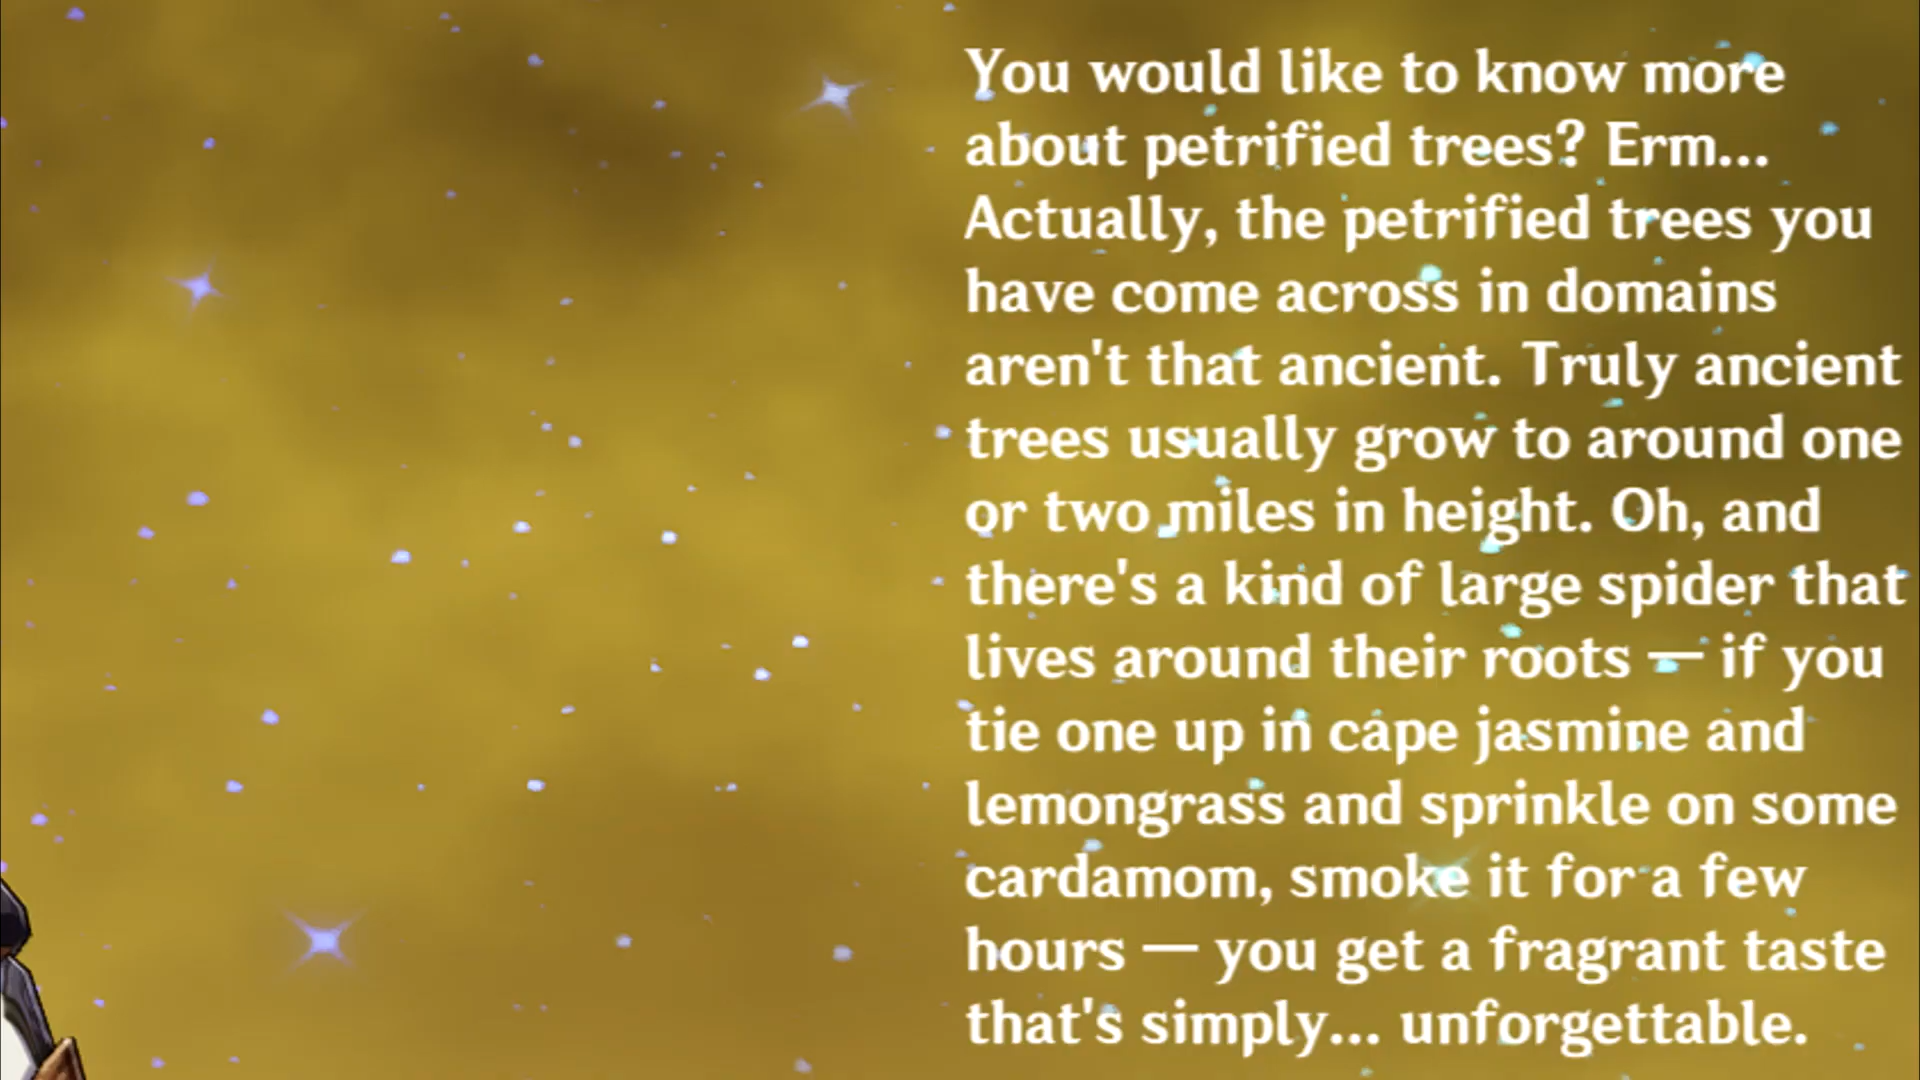 You would like to know more
about petrified trees? Erm...
Actually, the petrified trees you
have come across in domains
aren't that ancient. Truly ancient
trees usually grow to around one
or two miles in height. Oh, and
there's a kind of large spider that
lives around their roots — if you
tie one up in cape jasmine and
lemongrass and sprinkle on some
cardamom, smoke it for a few
hours — you get a fragrant taste
that's simply... unforgettable.